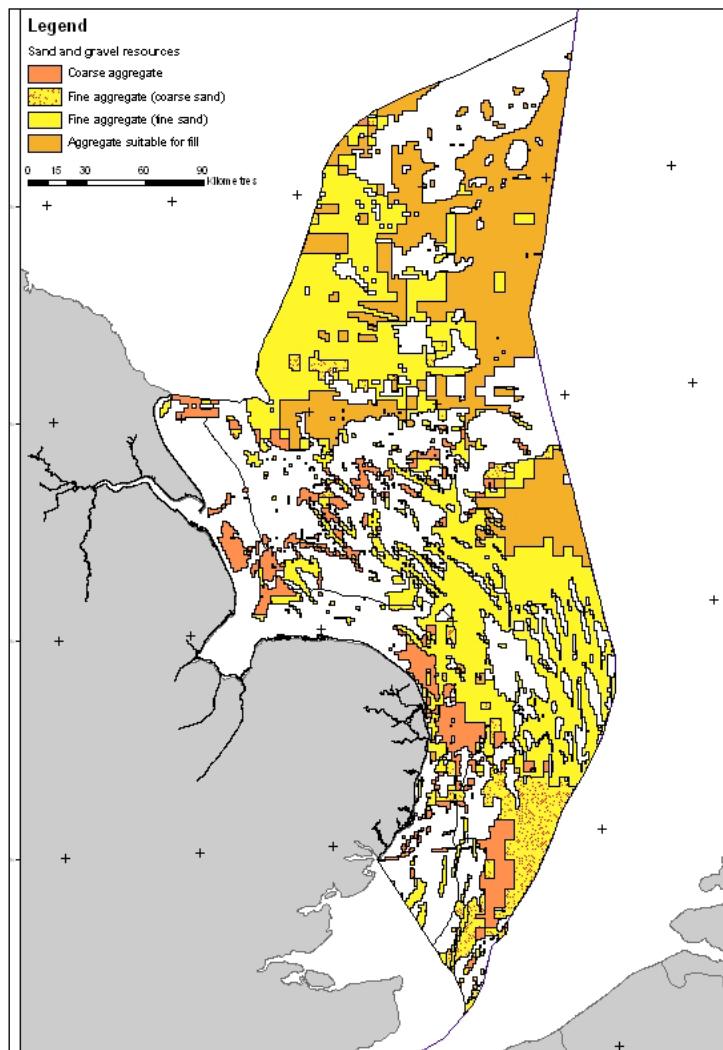 Legend
Sand and gravel resources
Coarse aggregate
Fine aggregate (coarse sand)
Fine aggregate (fine sand)
Aggregate suitable for fill
0 15 30 60 90
Kilometres